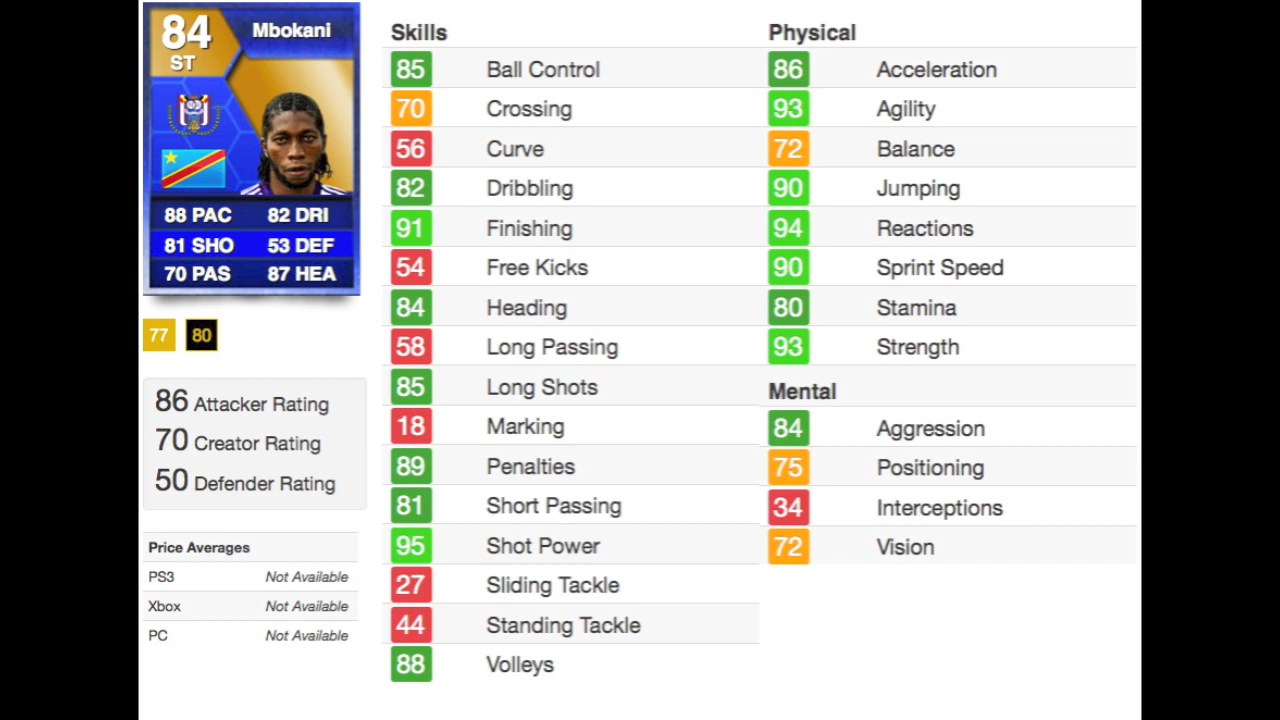 84 Mbokani
ST
88 PAC 82 DRI
81 SHO 53 DEF
70 PAS 87 HEA
77 80
86 Attacker Rating
70 Creator Rating
50 Defender Rating
Price Averages
PS3 Not Available
Xbox Not Available
PC Not Available
Skills
85 Ball Control
70 Crossing
56 Curve
82 Dribbling
91 Finishing
54 Free Kicks
84 Heading
58 Long Passing
85 Long Shots
18 Marking
89 Penalties
81 Short Passing
95 Shot Power
27 Sliding Tackle
44 Standing Tackle
88 Volleys
Physical
86 Acceleration
93 Agility
72 Balance
90 Jumping
94 Reactions
90 Sprint Speed
80 Stamina
93 Strength
Mental
84 Aggression
75 Positioning
34 Interceptions
72 Vision